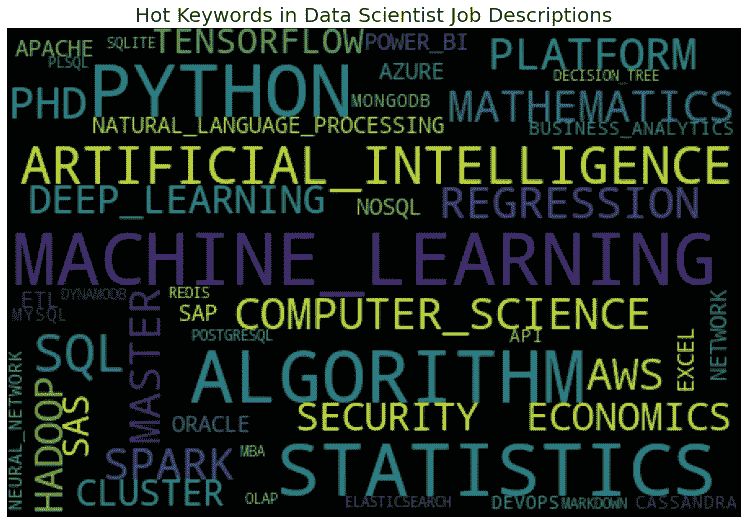 Hot Keywords in Data Scientist Job Descriptions
APACHE
SQLITE
TENSORFLOW
POWER_BI
PLATFORM
PLSQL
PYTHON
AZURE
DECISION_TREE
PHD
MONGODB
MATHEMATICS
NATURAL_LANGUAGE_PROCESSING
BUSINESS_ANALYTICS
ARTIFICIAL_INTELLIGENCE
DEEP_LEARNING
NOSQL
REGRESSION
MACHINE_LEARNING
ETL
DYNAMODB
REDIS
MYSQL
MASTER
SAP
COMPUTER_SCIENCE
NETWORK
POSTGRESQL
API
EXCEL
SQL
ALGORITHM
AWS
NEURAL_NETWORK
HADOOP
SAS
ORACLE
SECURITY
ECONOMICS
SPARK
MBA
STATISTICS
CLUSTER
OLAP
ELASTICSEARCH
DEVOPS
MARKDOWN
CASSANDRA